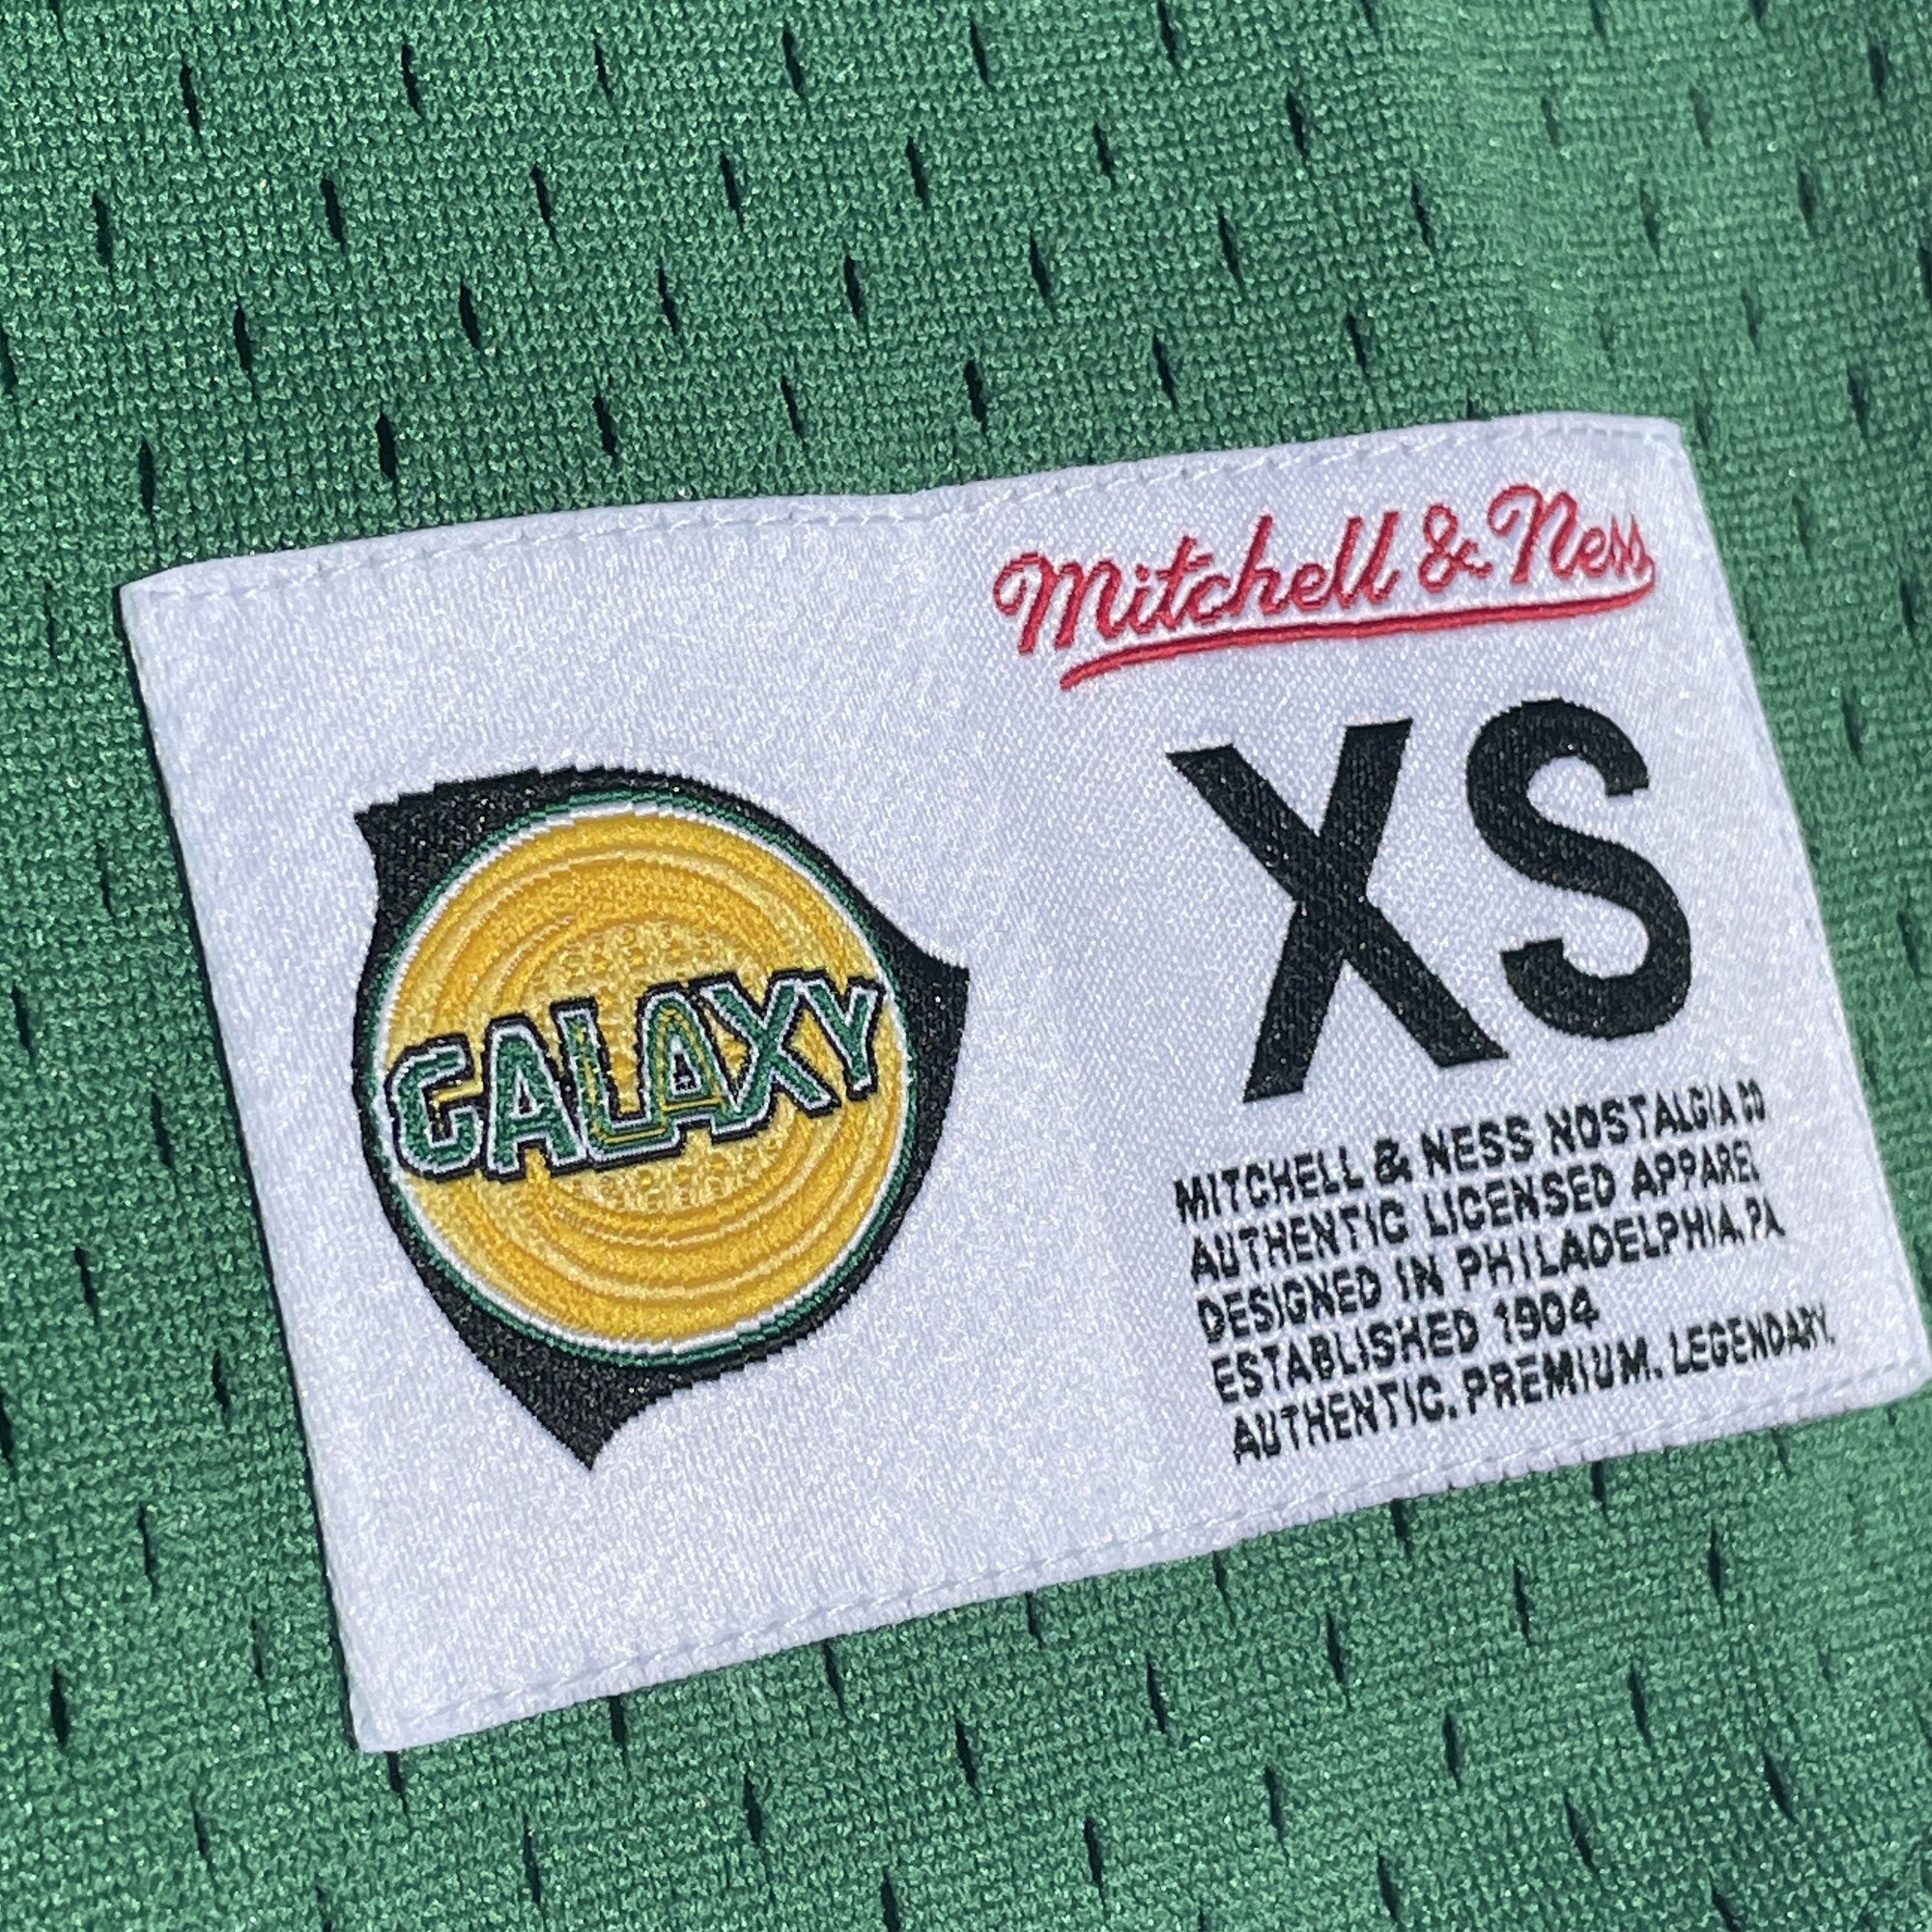 Mitchell & Ness
GALAXY
XS
MITCHELL & NESS NOSTALGIA CO
AUTHENTIC LICENSED APPAREL
DESIGNED IN PHILADELPHIA, PA
ESTABLISHED 1904
AUTHENTIC. PREMIUM. LEGENDARY.